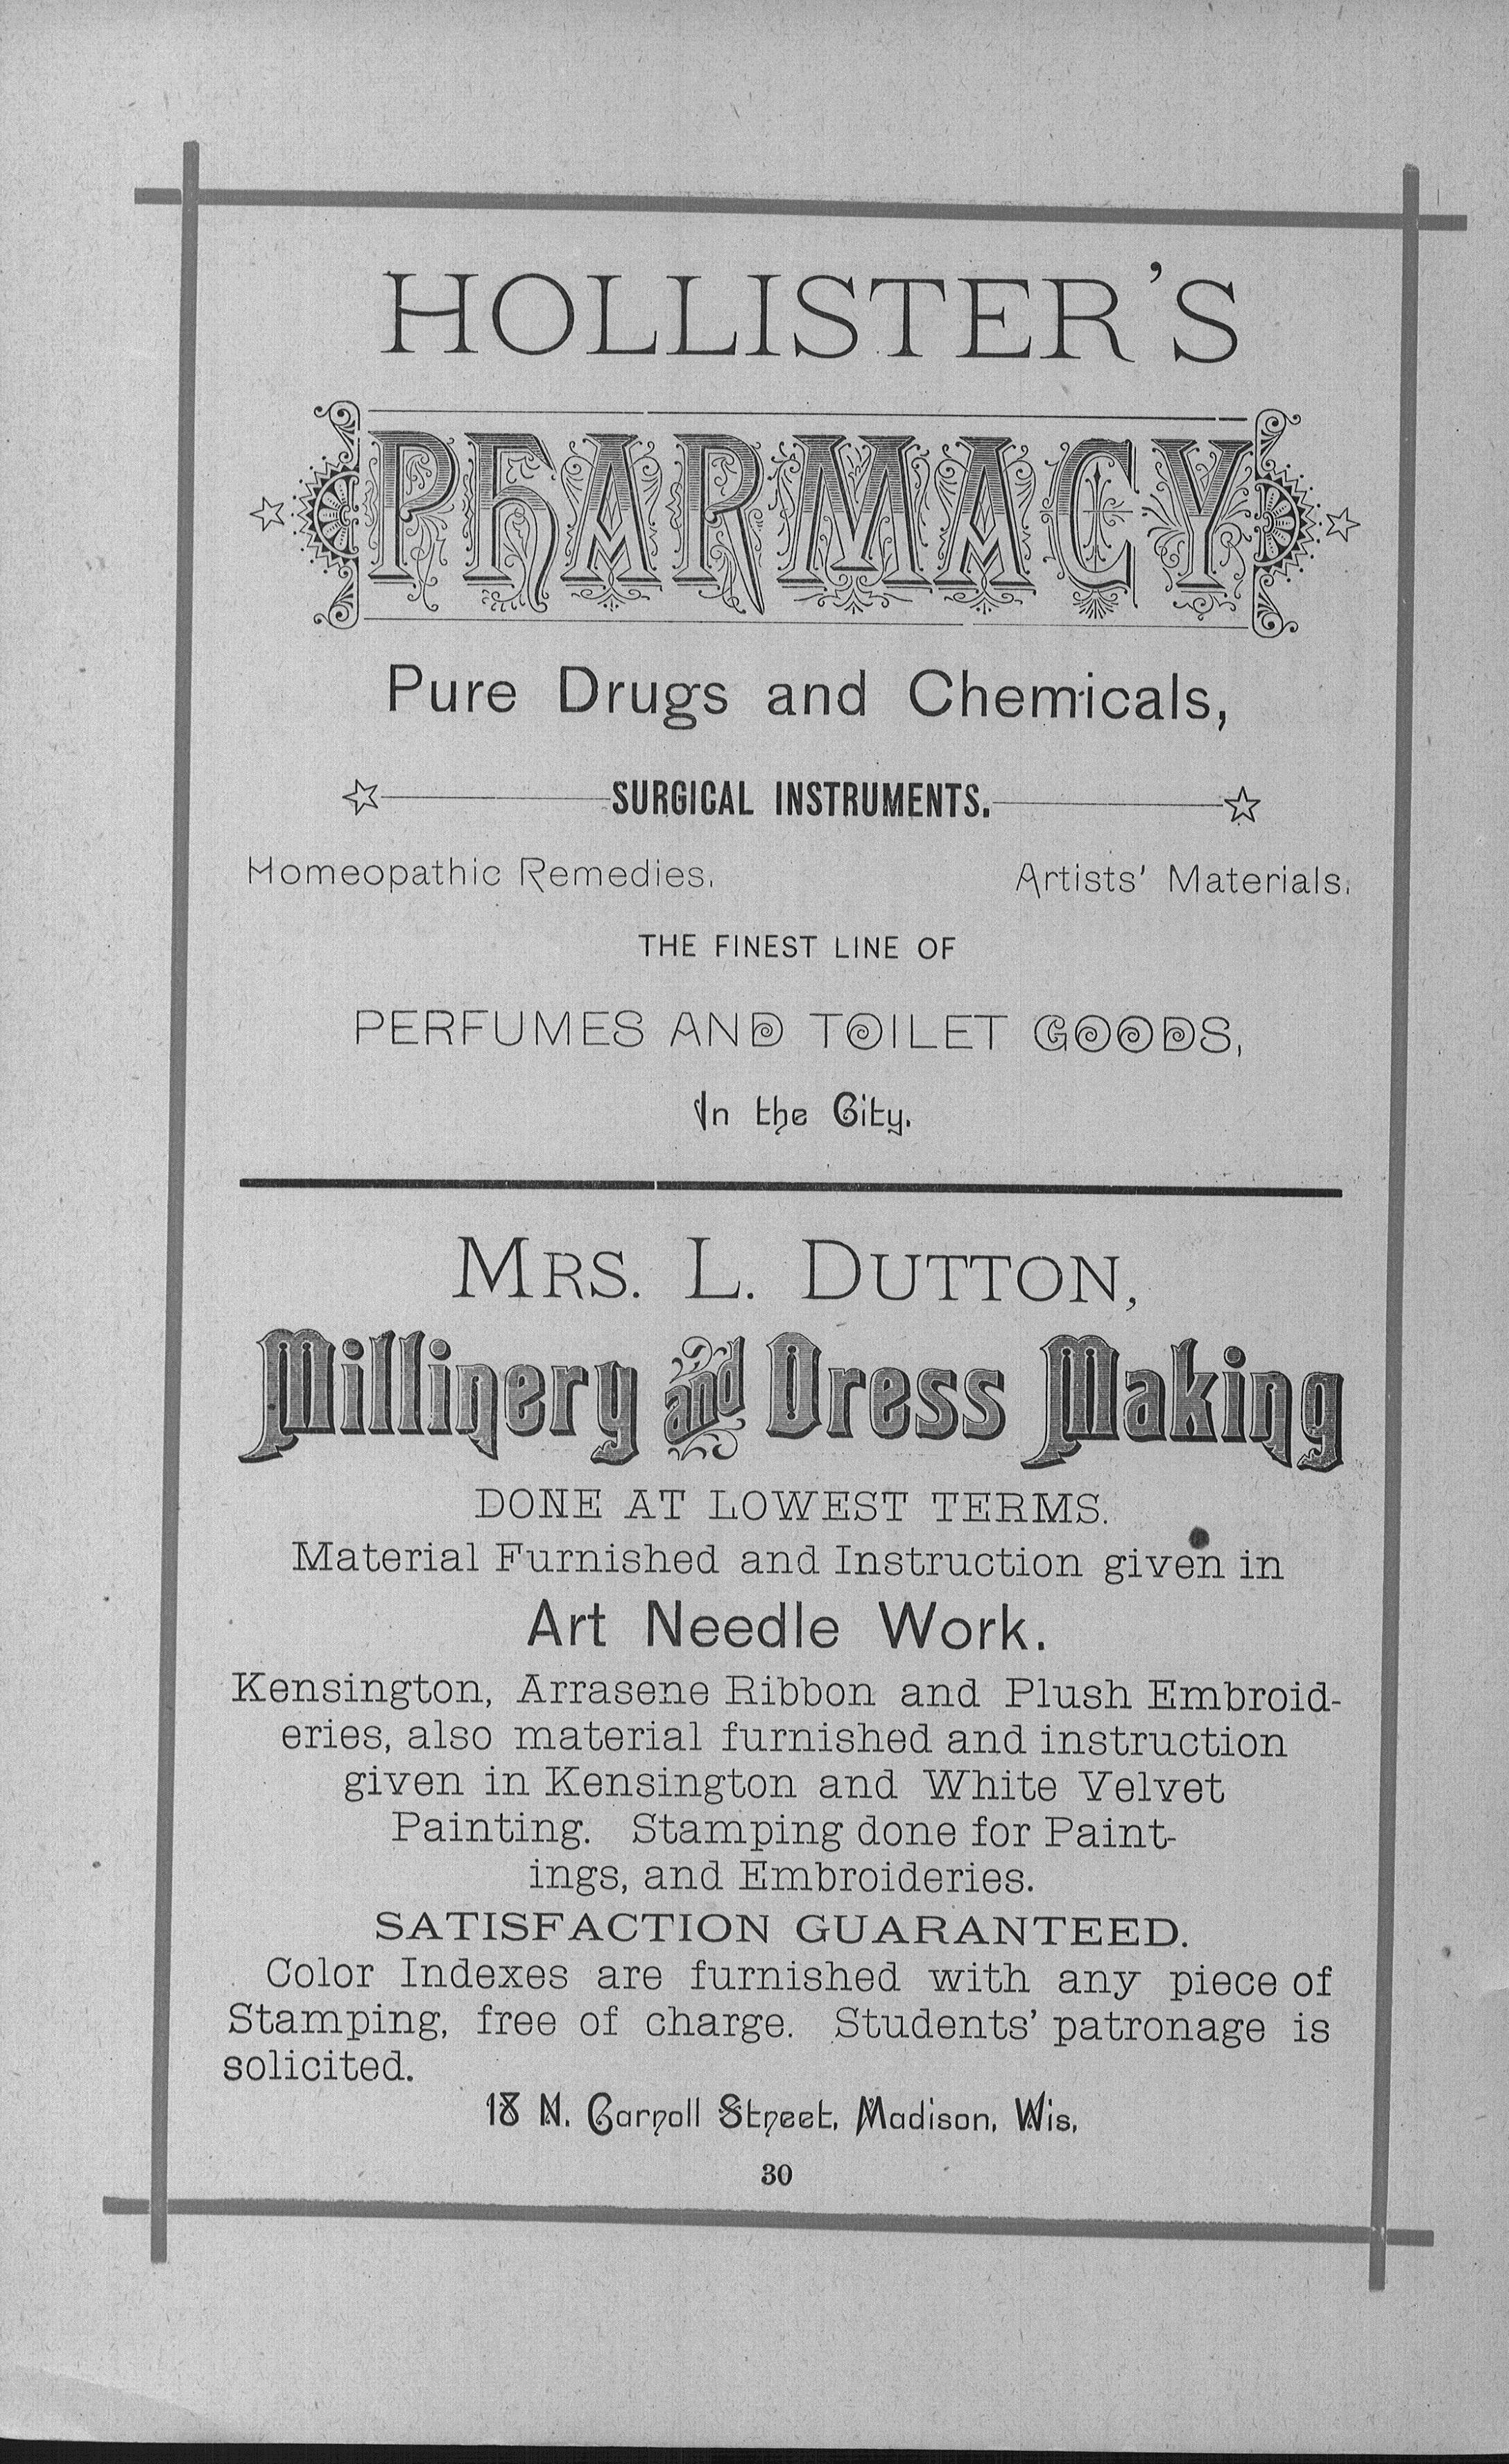 HOLLISTER'S
PHARMACY
Pure Drugs and Chemicals,
SURGICAL INSTRUMENTS.
Homeopathic Remedies. Artists' Materials.
THE FINEST LINE OF
PERFUMES AND TOILET GOODS,
In the City.
MRS. L. DUTTON,
Millinery and Dress Making
DONE AT LOWEST TERMS.
Material Furnished and Instruction given in
Art Needle Work.
Kensington, Arrasene Ribbon and Plush Embroid-
eries, also material furnished and instruction
given in Kensington and White Velvet
Painting. Stamping done for Paint-
ings, and Embroideries.
SATISFACTION GUARANTEED.
Color Indexes are furnished with any piece of
Stamping, free of charge. Students' patronage is
solicited.
18 N. Carroll Street, Madison, Wis.
30